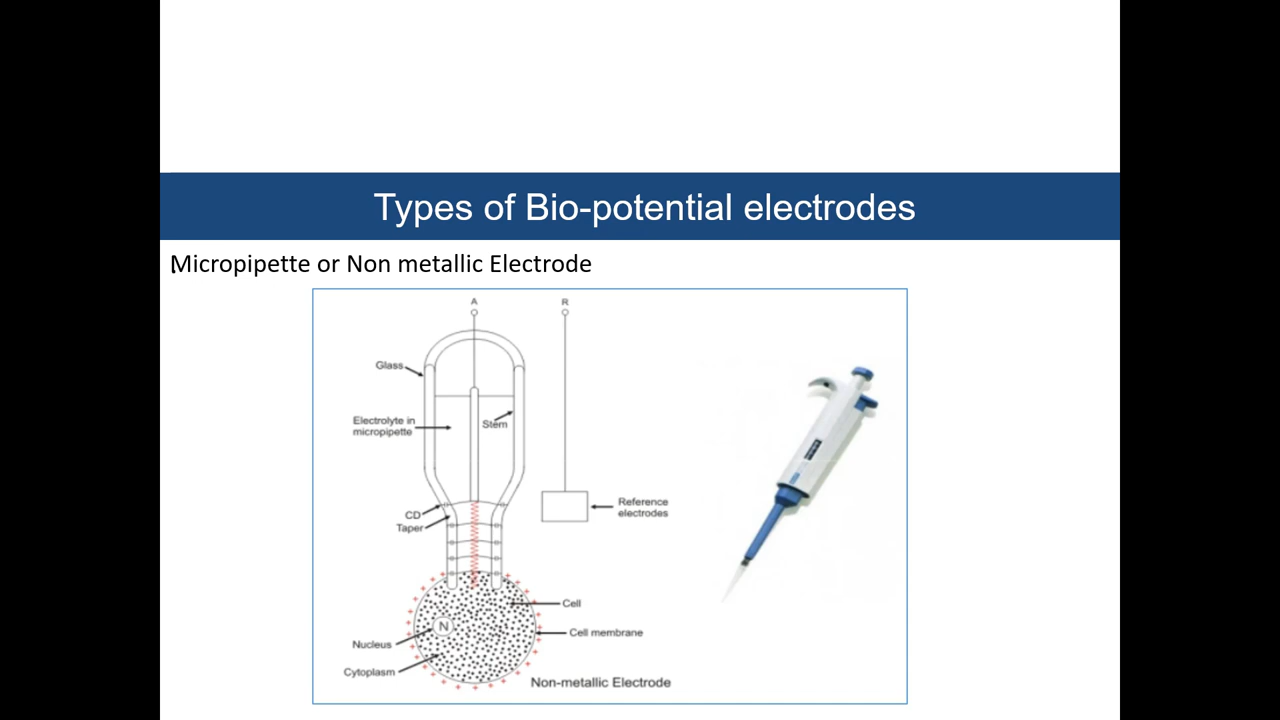 Types of Bio-potential electrodes
Micropipette or Non metallic Electrode
A
R
Glass
Electrolyte in
micropipette
Stem
CD
Taper
Reference
electrodes
Cell
N
Cell membrane
Nucleus
Cytoplasm
Non-metallic Electrode